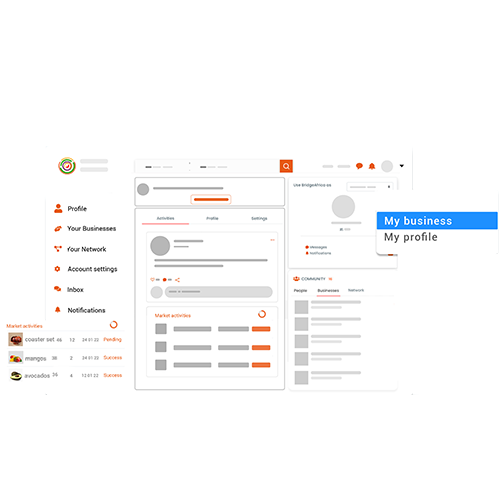 Use BridgeAfrica as
Profile
Your Businesses
Your Network
Account settings
Inbox
Notifications
Activities Profile Settings
My business
My profile
Messages
Notifications
COMMUNITY
People Businesses Network
Market activities
Market activities
coaster set 66 12 24 01 22 Pending
mangos 38 2 24 01 22 Success
avocados 26 4 12 01 22 Success